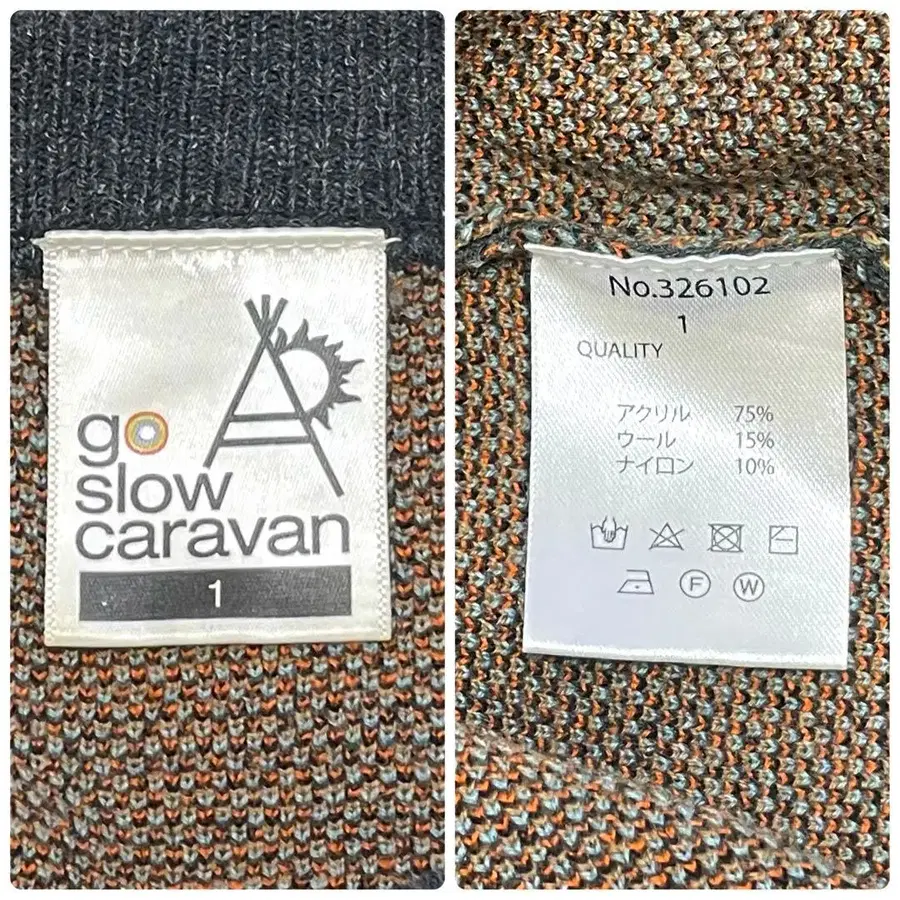 go
slow
caravan
1
No.326102
1
QUALITY
アクリル 75%
ウール 15%
ナイロン 10%
F W